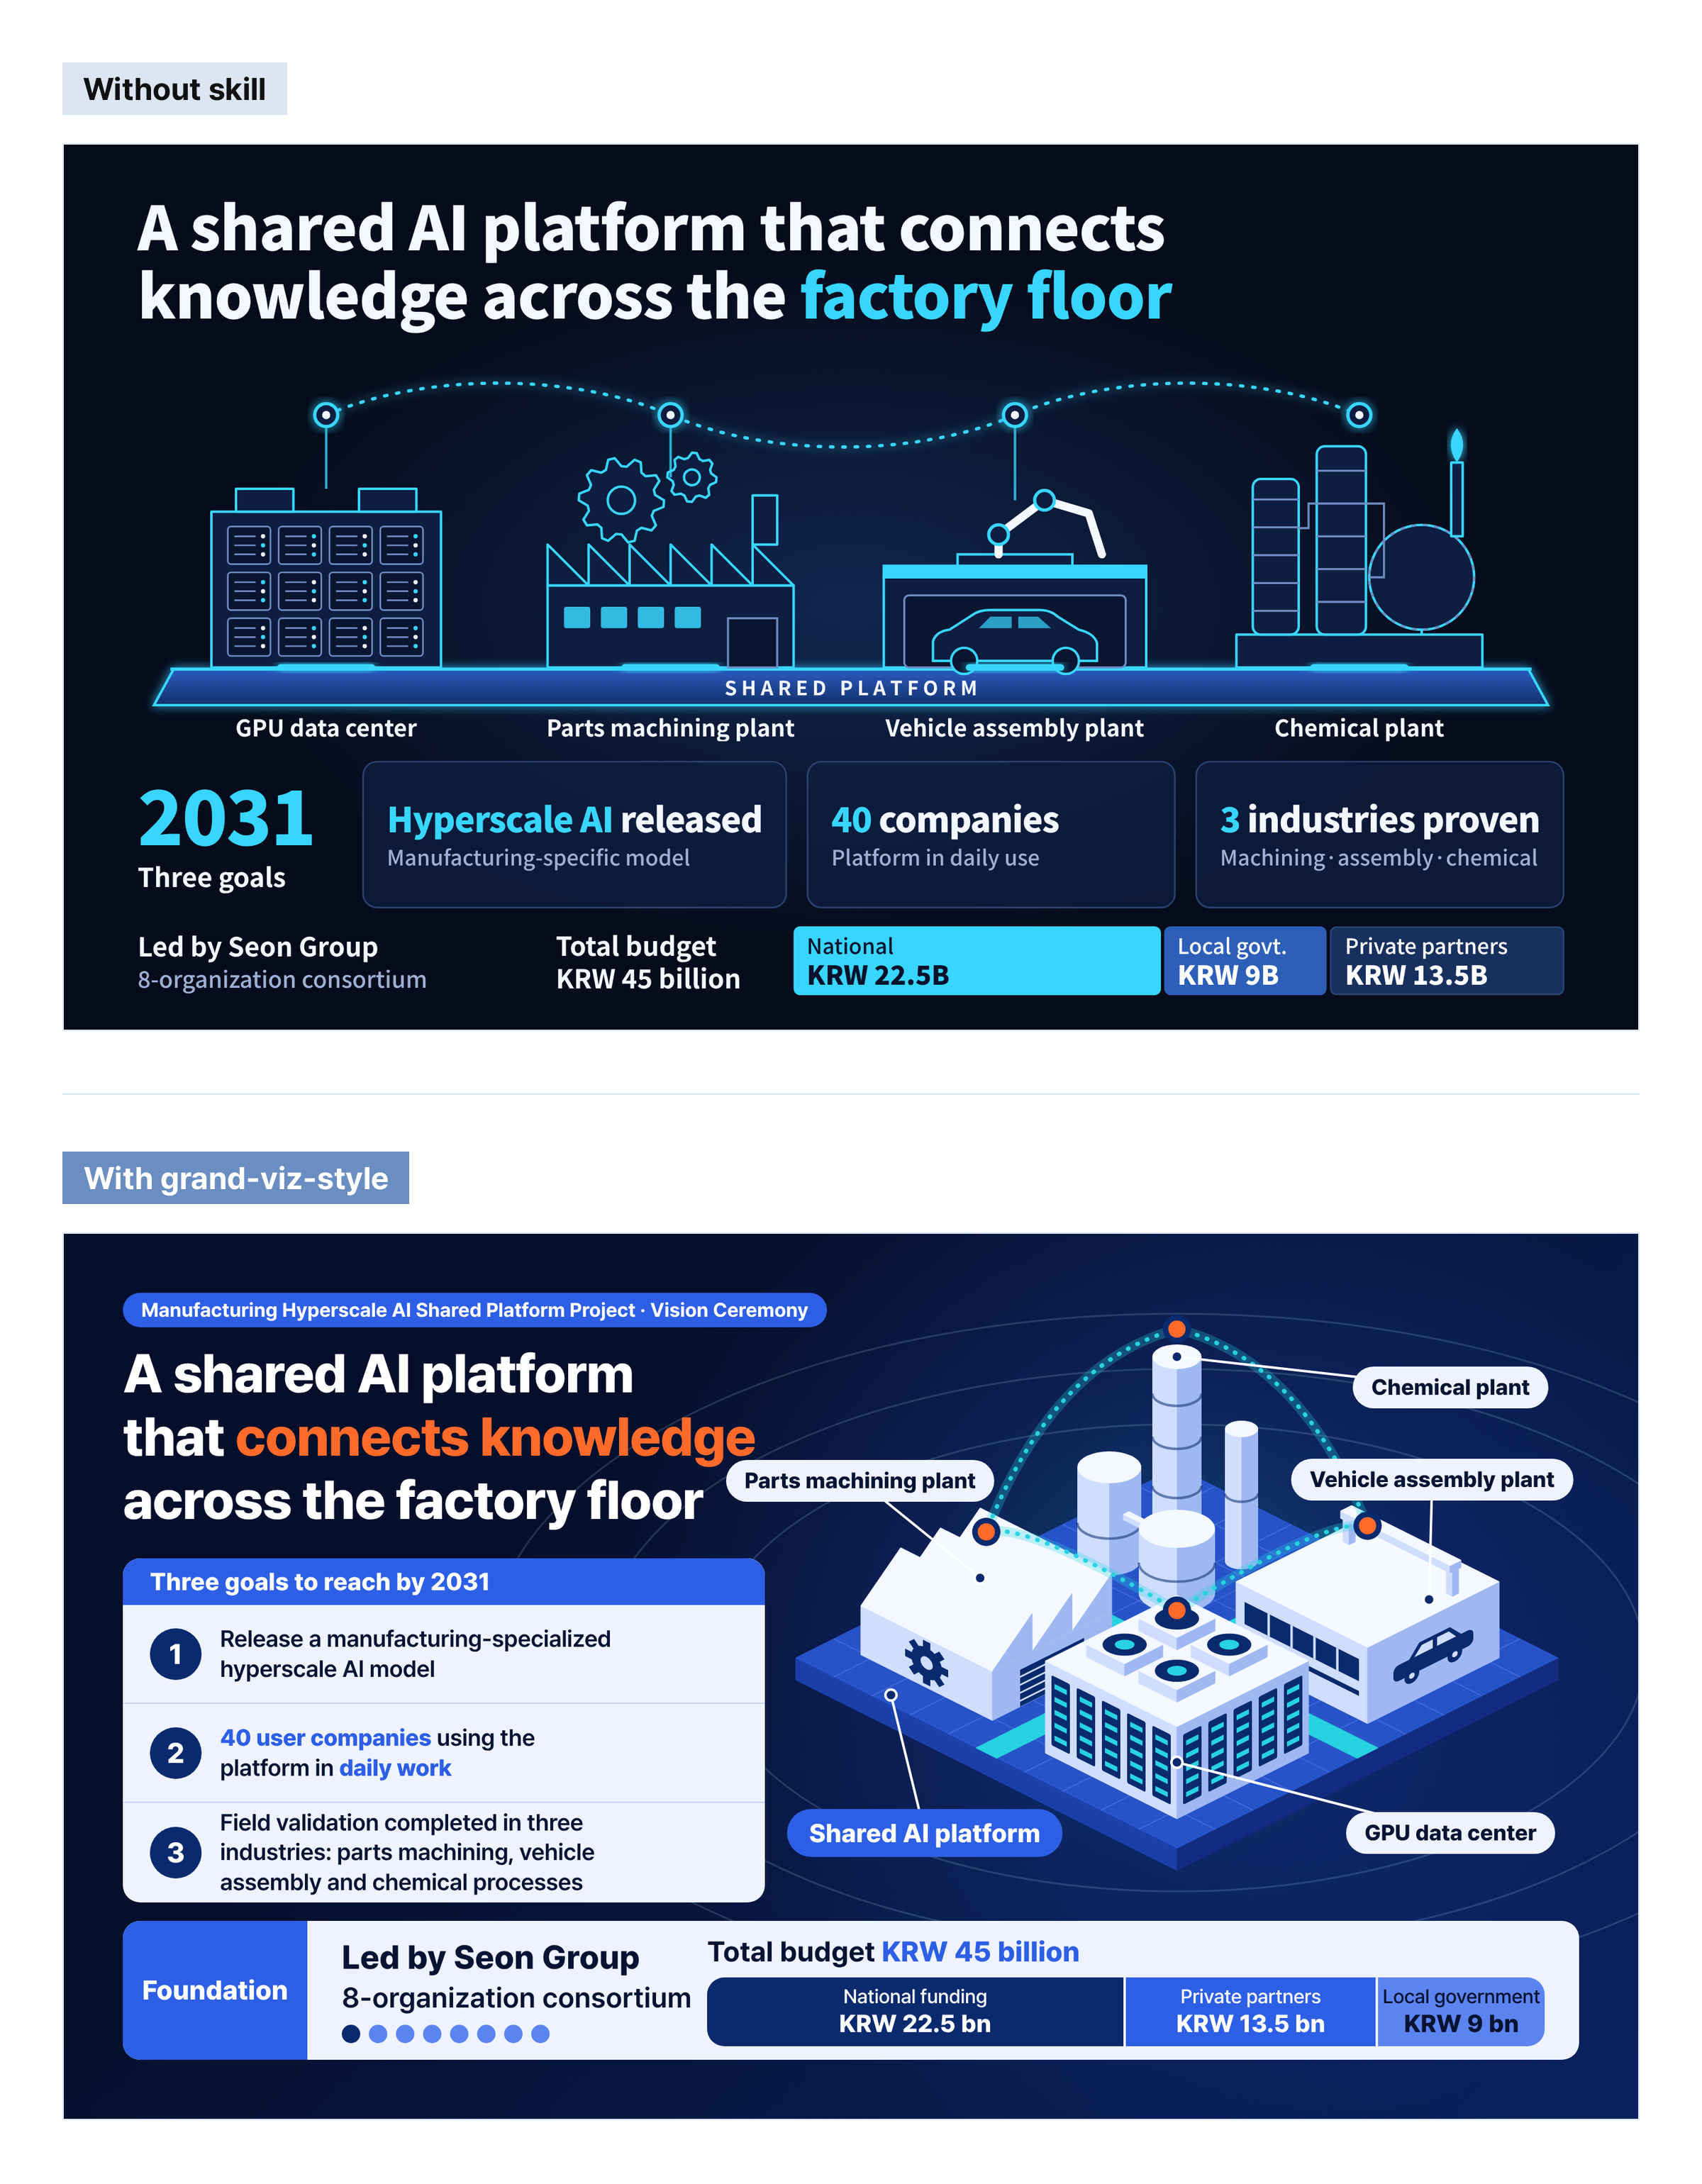 Without skill
A shared AI platform that connects
knowledge across the factory floor
SHARED PLATFORM
GPU data center
Parts machining plant
Vehicle assembly plant
Chemical plant
2031
Three goals
Hyperscale AI released
Manufacturing-specific model
40 companies
Platform in daily use
3 industries proven
Machining · assembly · chemical
Led by Seon Group
8-organization consortium
Total budget
KRW 45 billion
National
KRW 22.5B
Local govt.
KRW 9B
Private partners
KRW 13.5B
With grand-viz-style
Manufacturing Hyperscale AI Shared Platform Project · Vision Ceremony
A shared AI platform
that connects knowledge
across the factory floor
Chemical plant
Parts machining plant
Vehicle assembly plant
Shared AI platform
GPU data center
Three goals to reach by 2031
1
Release a manufacturing-specialized
hyperscale AI model
2
40 user companies using the
platform in daily work
3
Field validation completed in three
industries: parts machining, vehicle
assembly and chemical processes
Foundation
Led by Seon Group
8-organization consortium
Total budget KRW 45 billion
National funding
KRW 22.5 bn
Private partners
KRW 13.5 bn
Local government
KRW 9 bn